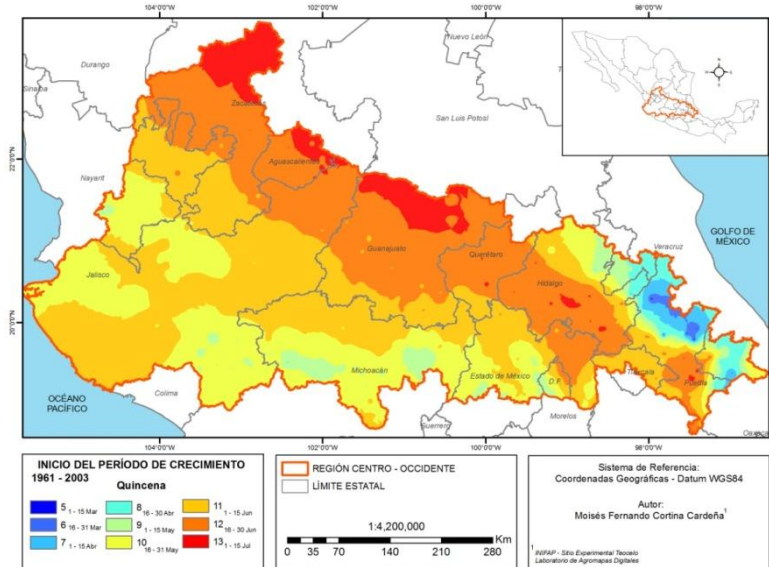 104°0'0"W
102°0'0"W
100°0'0"W
98°0'0"W
Nuevo León
Durango
Sinaloa
Zacatecas
San Luis Potosí
22°0'0"N
Aguascalientes
Nayarit
GOLFO DE
MÉXICO
Veracruz
Guanajuato
Querétaro
Jalisco
Hidalgo
20°0'0"N
Michoacán
Estado de México
D.F.
Tlaxcala
Puebla
OCÉANO
PACÍFICO
Colima
Morelos
Guerrero
Oaxaca
104°0'0"W
102°0'0"W
100°0'0"W
98°0'0"W
INICIO DEL PERÍODO DE CRECIMIENTO
1961 - 2003
Quincena
5 1 - 15 Mar
6 16 - 31 Mar
7 1 - 15 Abr
8 16 - 30 Abr
9 1 - 15 May
10 16 - 31 May
11 1 - 15 Jun
12 16 - 30 Jun
13 1 - 15 Jul
REGIÓN CENTRO - OCCIDENTE
LÍMITE ESTATAL
1:4,200,000
Km
0 35 70 140 210 280
Sistema de Referencia:
Coordenadas Geográficas - Datum WGS84
Autor:
Moisés Fernando Cortina Cardeña1
1
INIFAP - Sitio Experimental Teocelo
Laboratorio de Agromapas Digitales